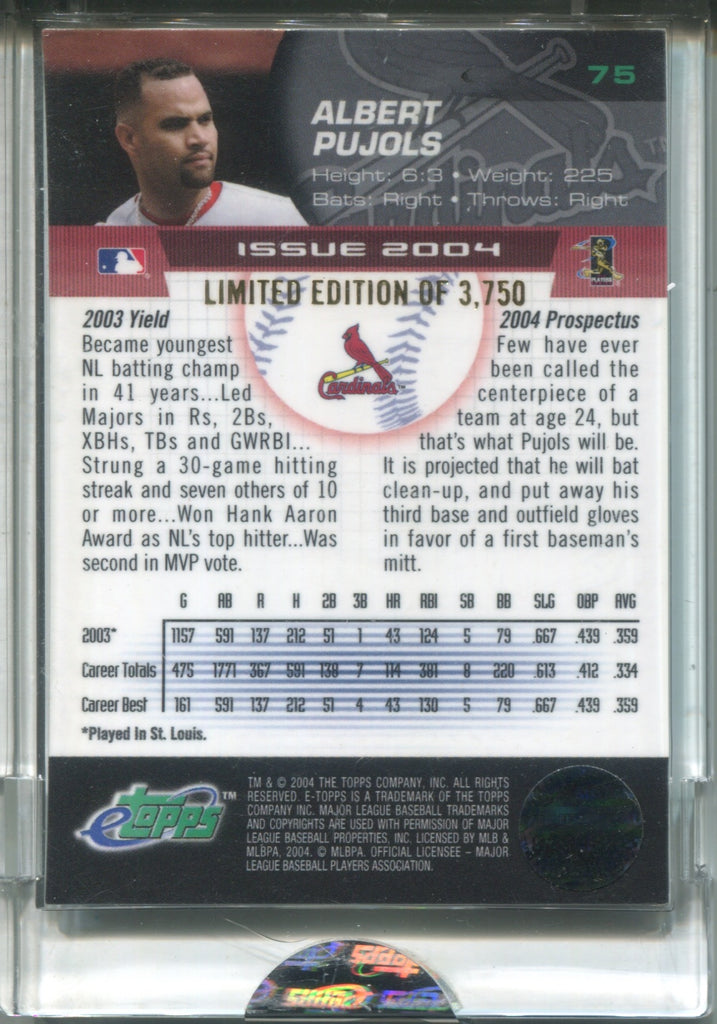 75
ALBERT
PUJOLS
Height: 6:3 • Weight: 225
Bats: Right • Throws: Right
ISSUE 2004
LIMITED EDITION OF 3,750
2003 Yield
Became youngest
NL batting champ
in 41 years...Led
Majors in Rs, 2Bs,
XBHs, TBs and GWRBI...
Strung a 30-game hitting
streak and seven others of 10
or more...Won Hank Aaron
Award as NL's top hitter...Was
second in MVP vote.
Cardinals
2004 Prospectus
Few have ever
been called the
centerpiece of a
team at age 24, but
that's what Pujols will be.
It is projected that he will bat
clean-up, and put away his
third base and outfield gloves
in favor of a first baseman's
mitt.
G AB R H 2B 3B HR RBI SB BB SLG OBP AVG
2003* 1157 591 137 212 51 1 43 124 5 79 .667 .439 .359
Career Totals 475 1771 367 591 138 7 114 381 8 220 .613 .412 .334
Career Best 161 591 137 212 51 4 43 130 5 79 .667 .439 .359
*Played In St. Louis.
eTOPPS™
TM & © 2004 THE TOPPS COMPANY, INC. ALL RIGHTS
RESERVED. E-TOPPS IS A TRADEMARK OF THE TOPPS
COMPANY INC. MAJOR LEAGUE BASEBALL TRADEMARKS
AND COPYRIGHTS ARE USED WITH PERMISSION OF MAJOR
LEAGUE BASEBALL PROPERTIES, INC. LICENSED BY MLB &
MLBPA, 2004. © MLBPA. OFFICIAL LICENSEE – MAJOR
LEAGUE BASEBALL PLAYERS ASSOCIATION.